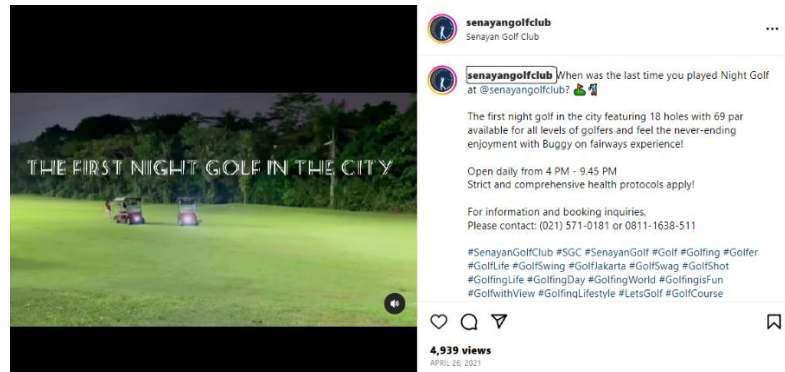 THE FIRST NIGHT GOLF IN THE CITY
senayangolfclub
Senayan Golf Club
senayangolfclub When was the last time you played Night Golf
at @senayangolfclub?
The first night golf in the city featuring 18 holes with 69 par
available for all levels of golfers and feel the never-ending
enjoyment with Buggy on fairways experience!
Open daily from 4 PM - 9.45 PM
Strict and comprehensive health protocols apply!
For information and booking inquiries,
Please contact: (021) 571-0181 or 0811-1638-511
#SenayanGolfClub #SGC #SenayanGolf #Golf #Golfing #Golfer
#GolfLife #GolfSwing #GolfJakarta #GolfSwag #GolfShot
#GolfingLife #GolfingDay #GolfingWorld #GolfingisFun
#GolfwithView #GolfingLifestyle #LetsGolf #GolfCourse
4,939 views
APRIL 26, 2021